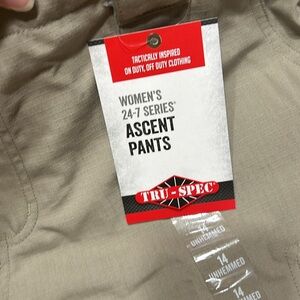 TACTICALLY INSPIRED
ON DUTY, OFF DUTY CLOTHING
WOMEN'S
24-7 SERIES®
ASCENT
PANTS
TRU-SPEC®
14
UNHEMMED
14
UNHEMMED
14